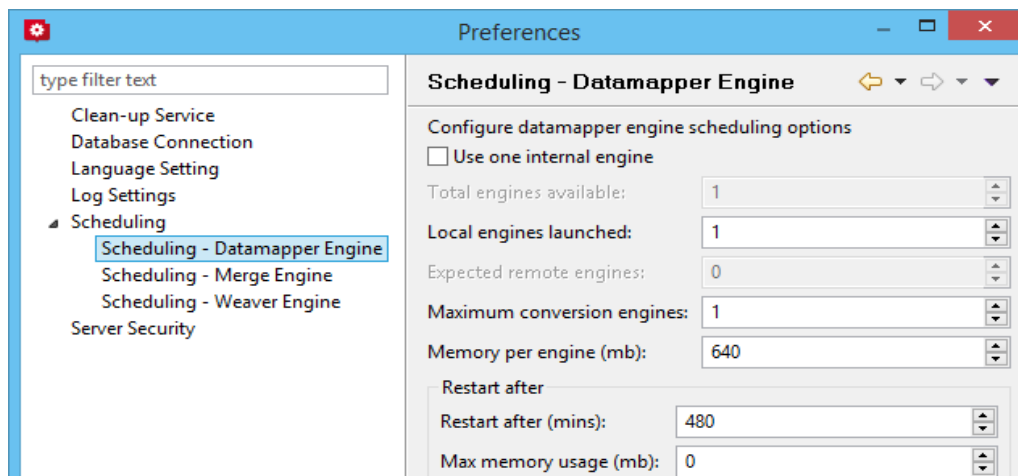 Preferences
type filter text
Clean-up Service
Database Connection
Language Setting
Log Settings
Scheduling
Scheduling - Datamapper Engine
Scheduling - Merge Engine
Scheduling - Weaver Engine
Server Security
Scheduling - Datamapper Engine
Configure datamapper engine scheduling options
Use one internal engine
Total engines available: 1
Local engines launched: 1
Expected remote engines: 0
Maximum conversion engines: 1
Memory per engine (mb): 640
Restart after
Restart after (mins): 480
Max memory usage (mb): 0